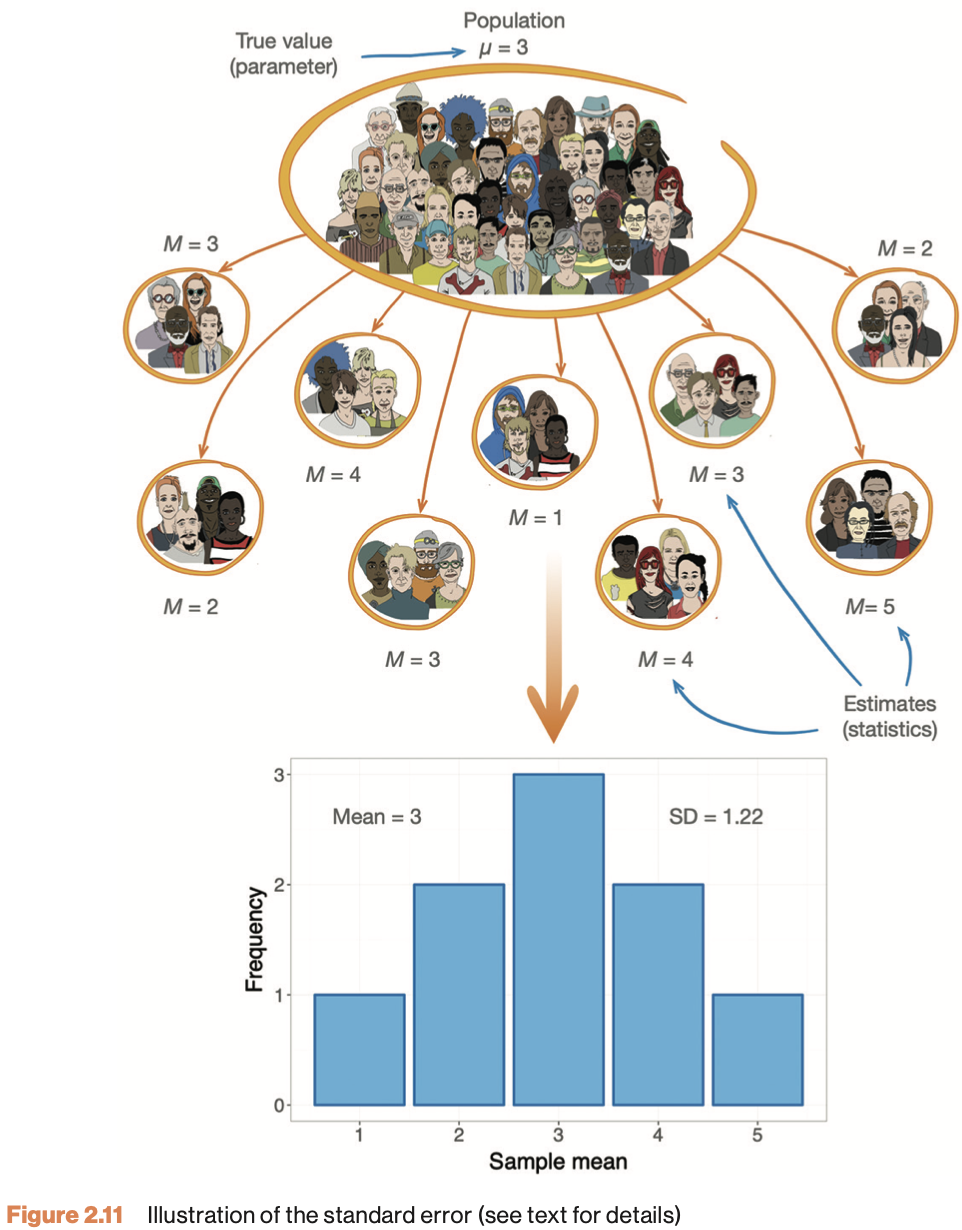 Population
True value
(parameter)
μ = 3
M = 3
M = 2
M = 4
M = 3
M = 1
M = 2
M = 5
M = 3
M = 4
Estimates
(statistics)
3
Mean = 3
SD = 1.22
2
1
0
Frequency
1 2 3 4 5
Sample mean
Figure 2.11 Illustration of the standard error (see text for details)